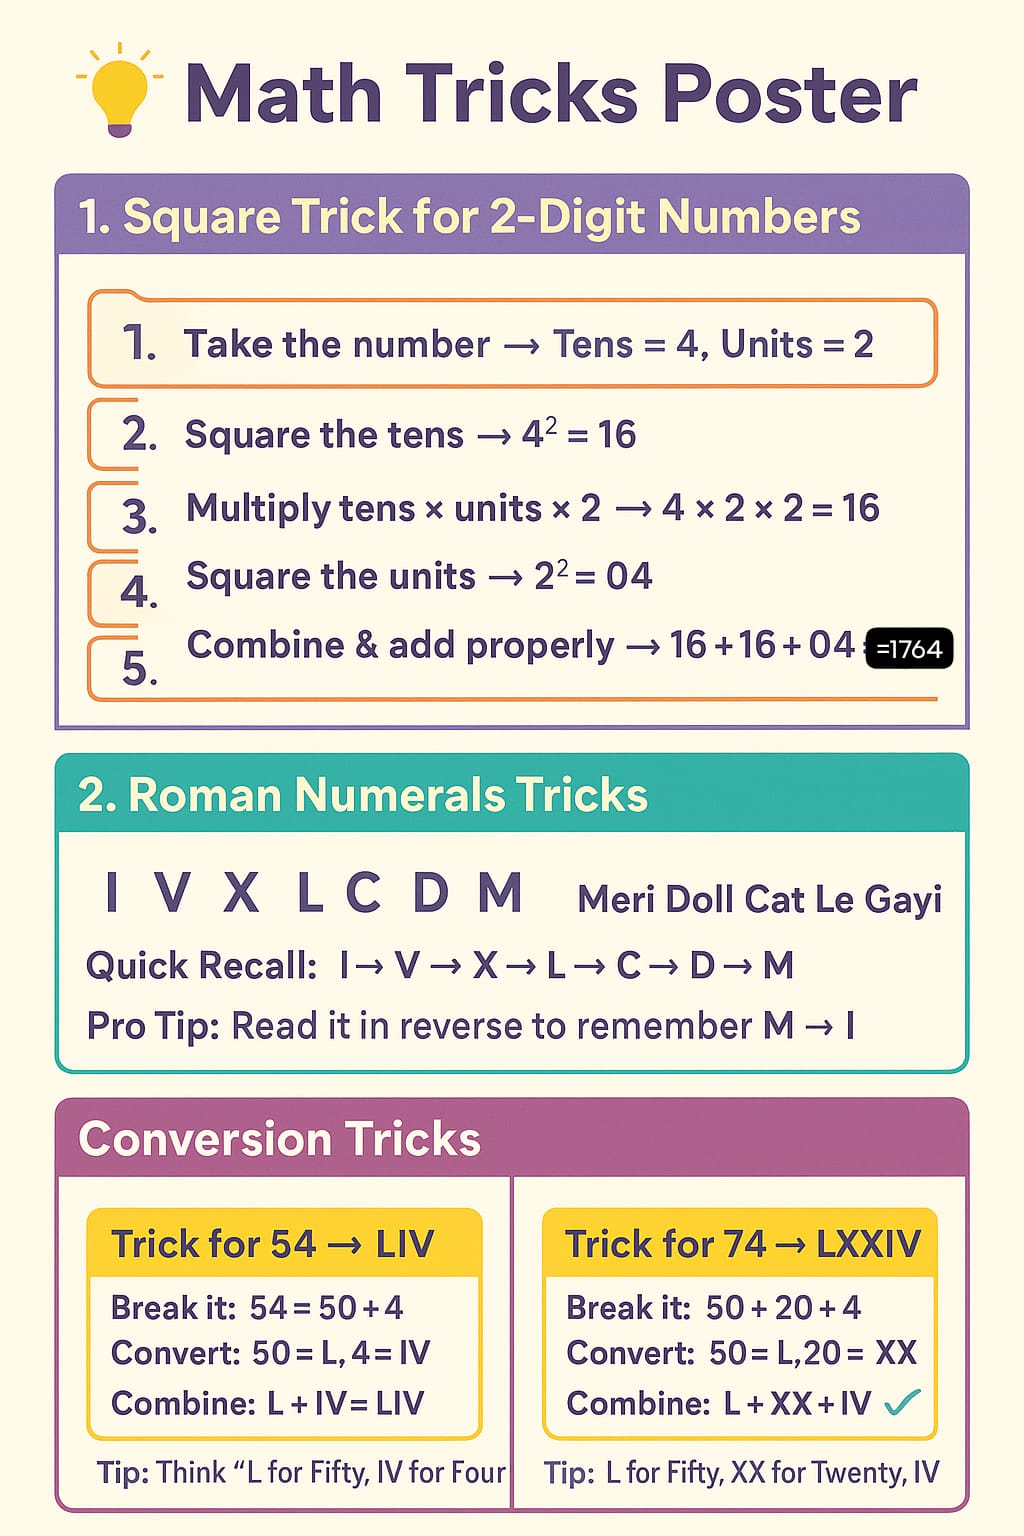 Math Tricks Poster
1. Square Trick for 2-Digit Numbers
1. Take the number → Tens = 4, Units = 2
2. Square the tens → 4² = 16
3. Multiply tens × units × 2 → 4 × 2 × 2 = 16
4. Square the units → 2² = 04
5. Combine & add properly → 16 + 16 + 04 =1764
2. Roman Numerals Tricks
I V X L C D M Meri Doll Cat Le Gayi
Quick Recall: I → V → X → L → C → D → M
Pro Tip: Read it in reverse to remember M → I
Conversion Tricks
Trick for 54 → LIV
Break it: 54 = 50 + 4
Convert: 50 = L, 4 = IV
Combine: L + IV = LIV
Tip: Think “L for Fifty, IV for Four
Trick for 74 → LXXIV
Break it: 50 + 20 + 4
Convert: 50 = L, 20 = XX
Combine: L + XX + IV ✓
Tip: L for Fifty, XX for Twenty, IV